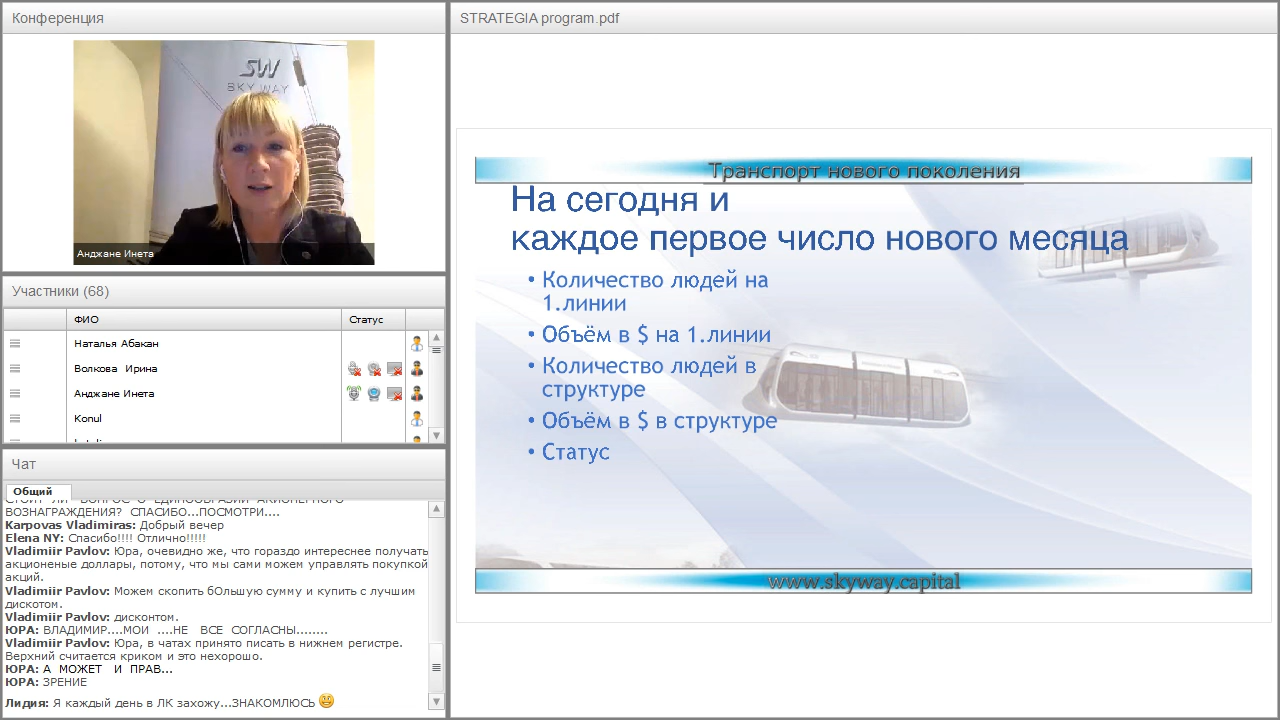 Конференция
SW
SKY WAY
Анджане Инета
Участники (68)
ФИО
Статус
Наталья Абакан
Волкова Ирина
Анджане Инета
Konul
Чат
Общий
СТОИТ ЛИ ВОПРОС О ЕДИНООБРАЗИИ АКИОНЕРНОГО
ВОЗНАГРАЖДЕНИЯ? СПАСИБО...ПОСМОТРИ....
Karpovas Vladimiras: Добрый вечер
Elena NY: Спасибо!!!! Отлично!!!!!
Vladimiir Pavlov: Юра, очевидно же, что гораздо интереснее получать
акционеные доллары, потому, что мы сами можем управлять покупкой
акций.
Vladimiir Pavlov: Можем скопить большую сумму и купить с лучшим
дискотом.
Vladimiir Pavlov: дисконтом.
ЮРА: ВЛАДИМИР....МОИ ....НЕ ВСЕ СОГЛАСНЫ........
Vladimiir Pavlov: Юра, в чатах принято писать в нижнем регистре.
Верхний считается криком и это нехорошо.
ЮРА: А МОЖЕТ И ПРАВ...
ЮРА: ЗРЕНИЕ
Лидия: Я каждый день в ЛК захожу...ЗНАКОМЛЮСЬ
STRATEGIA program.pdf
Транспорт нового поколения
На сегодня и
каждое первое число нового месяца
• Количество людей на
1.линии
• Объём в $ на 1.линии
• Количество людей в
структуре
• Объём в $ в структуре
• Статус
www.skyway.capital